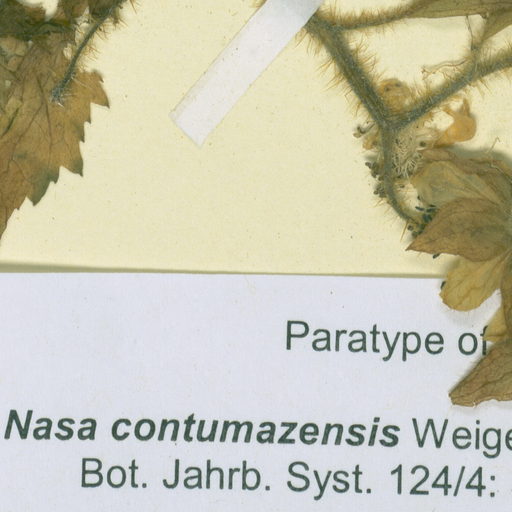 Paratype of
Nasa contumazensis Weige
Bot. Jahrb. Syst. 124/4: